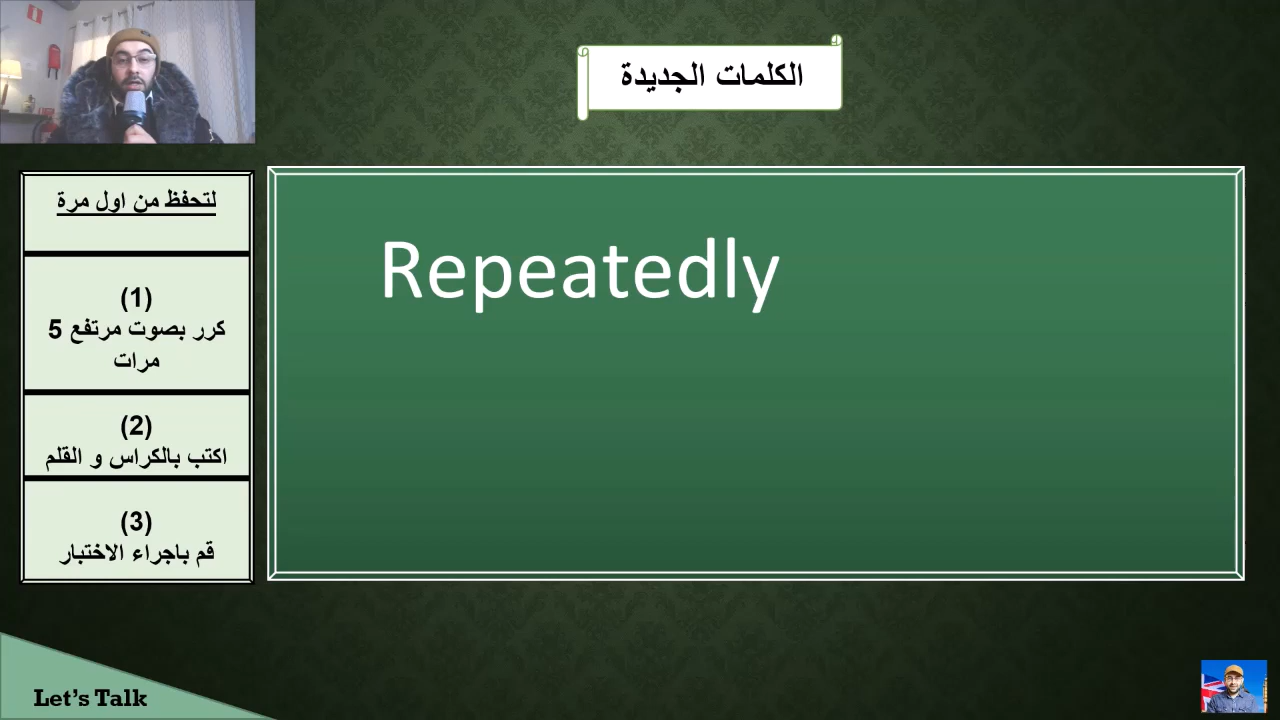 الكلمات الجديدة
لتحفظ من اول مرة
(1)
كرر بصوت مرتفع 5
مرات
(2)
اكتب بالكراس و القلم
(3)
قم باجراء الاختبار
Repeatedly
Let's Talk